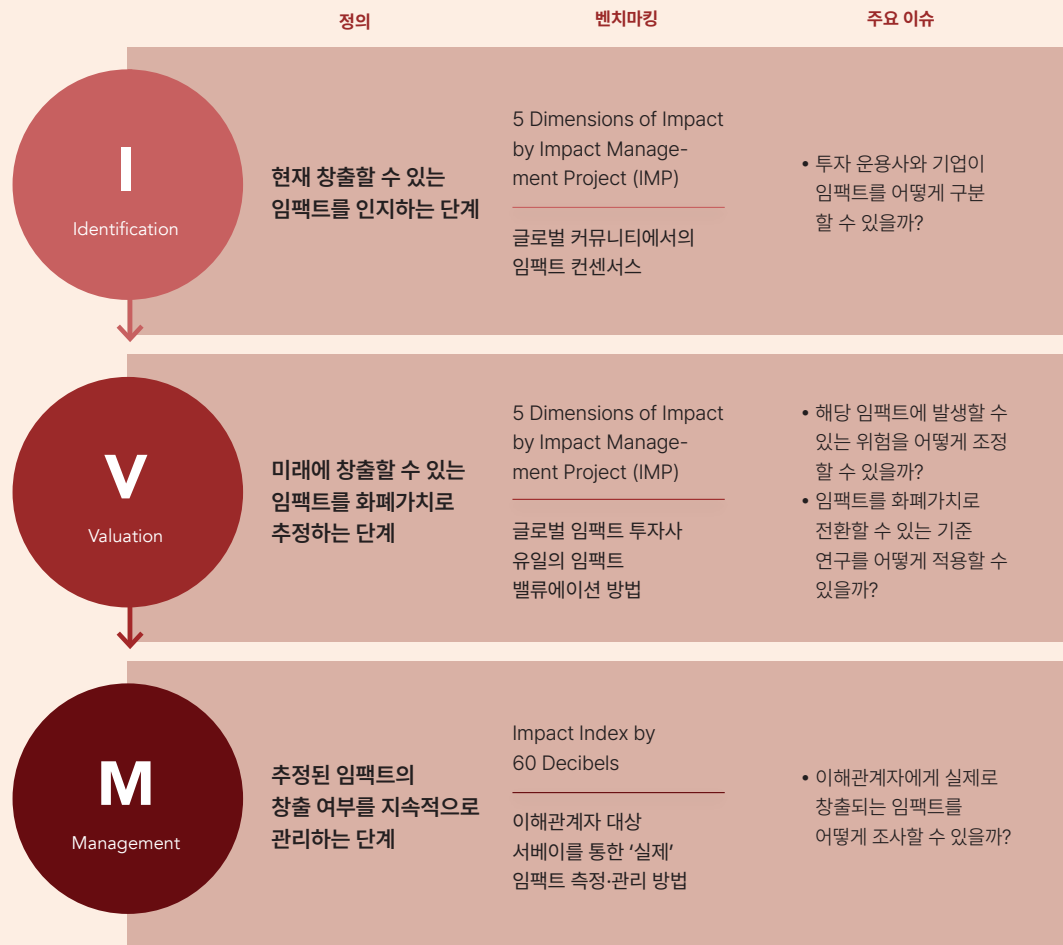 정의
벤치마킹
주요 이슈
I
Identification
현재 창출할 수 있는
임팩트를 인지하는 단계
5 Dimensions of Impact
by Impact Manage-
ment Project (IMP)
글로벌 커뮤니티에서의
임팩트 컨센서스
• 투자 운용사와 기업이
임팩트를 어떻게 구분
할 수 있을까?
V
Valuation
미래에 창출할 수 있는
임팩트를 화폐가치로
추정하는 단계
5 Dimensions of Impact
by Impact Manage-
ment Project (IMP)
글로벌 임팩트 투자사
유일의 임팩트
밸류에이션 방법
• 해당 임팩트에 발생할 수
있는 위험을 어떻게 조정
할 수 있을까?
• 임팩트를 화폐가치로
전환할 수 있는 기준
연구를 어떻게 적용할 수
있을까?
M
Management
추정된 임팩트의
창출 여부를 지속적으로
관리하는 단계
Impact Index by
60 Decibels
이해관계자 대상
서베이를 통한 ‘실제’
임팩트 측정·관리 방법
• 이해관계자에게 실제로
창출되는 임팩트를
어떻게 조사할 수 있을까?